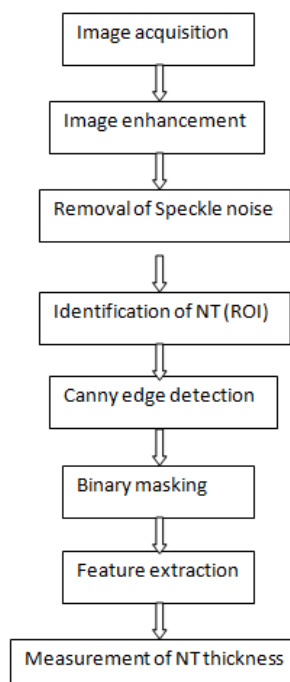 Image acquisition
Image enhancement
Removal of Speckle noise
Identification of NT (ROI)
Canny edge detection
Binary masking
Feature extraction
Measurement of NT thickness